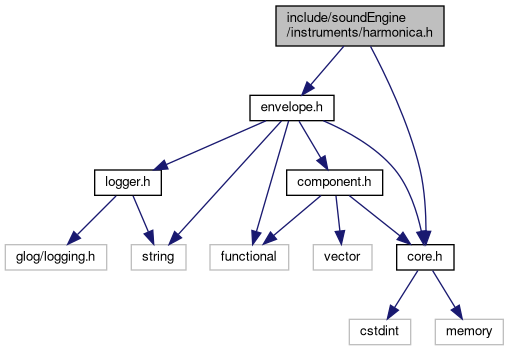 include/soundEngine
/instruments/harmonica.h
envelope.h
logger.h
component.h
glog/logging.h
string
functional
vector
core.h
cstdint
memory